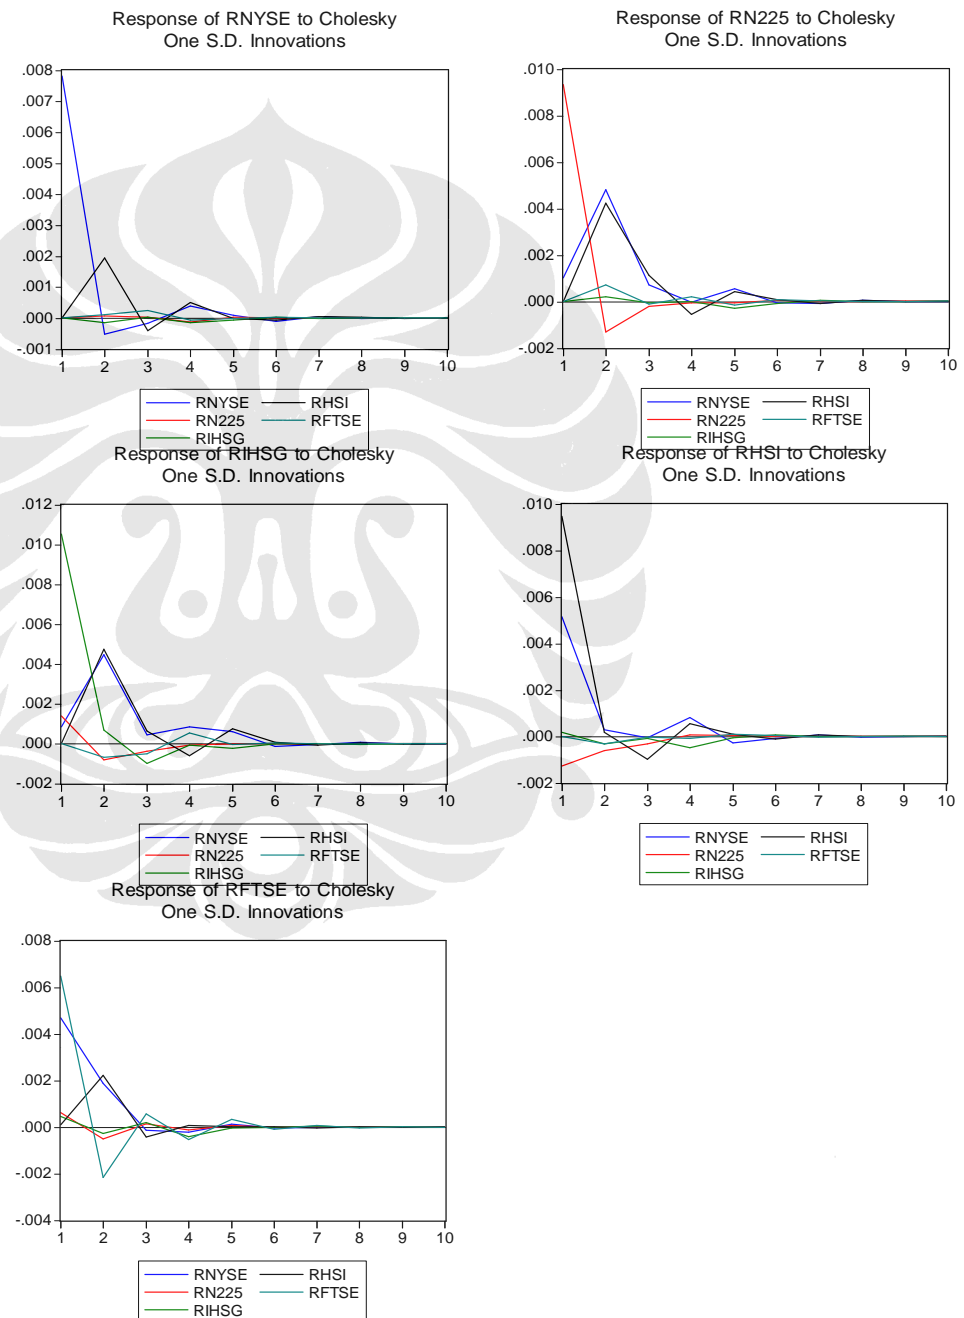 Response of RNYSE to Cholesky
One S.D. Innovations
.008
.007
.006
.005
.004
.003
.002
.001
.000
-.001
1 2 3 4 5 6 7 8 9 10
RNYSE RHSI
RN225 RFTSE
RIHSG
Response of RN225 to Cholesky
One S.D. Innovations
.010
.008
.006
.004
.002
.000
-.002
1 2 3 4 5 6 7 8 9 10
RNYSE RHSI
RN225 RFTSE
RIHSG
Response of RIHSG to Cholesky
One S.D. Innovations
.012
.010
.008
.006
.004
.002
.000
-.002
1 2 3 4 5 6 7 8 9 10
RNYSE RHSI
RN225 RFTSE
RIHSG
Response of RHSI to Cholesky
One S.D. Innovations
.010
.008
.006
.004
.002
.000
-.002
1 2 3 4 5 6 7 8 9 10
RNYSE RHSI
RN225 RFTSE
RIHSG
Response of RFTSE to Cholesky
One S.D. Innovations
.008
.006
.004
.002
.000
-.002
-.004
1 2 3 4 5 6 7 8 9 10
RNYSE RHSI
RN225 RFTSE
RIHSG